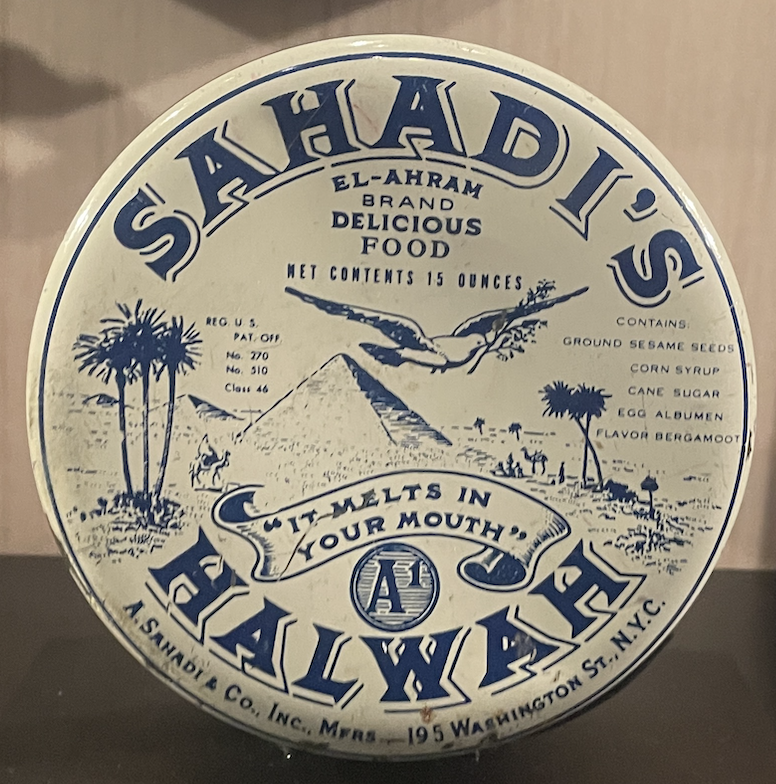 SAHADI'S
EL-AHRAM
BRAND
DELICIOUS
FOOD
NET CONTENTS 15 OUNCES
REG. U.S.
PAT. OFF.
No. 270
No. 510
Class 46
CONTAINS:
GROUND SESAME SEEDS
CORN SYRUP
CANE SUGAR
EGG ALBUMEN
FLAVOR BERGAMOOT
"IT MELTS IN
YOUR MOUTH"
A1
HALWAH
A. SAHADI & CO., INC., MFRS. — 195 WASHINGTON ST., N.Y.C.